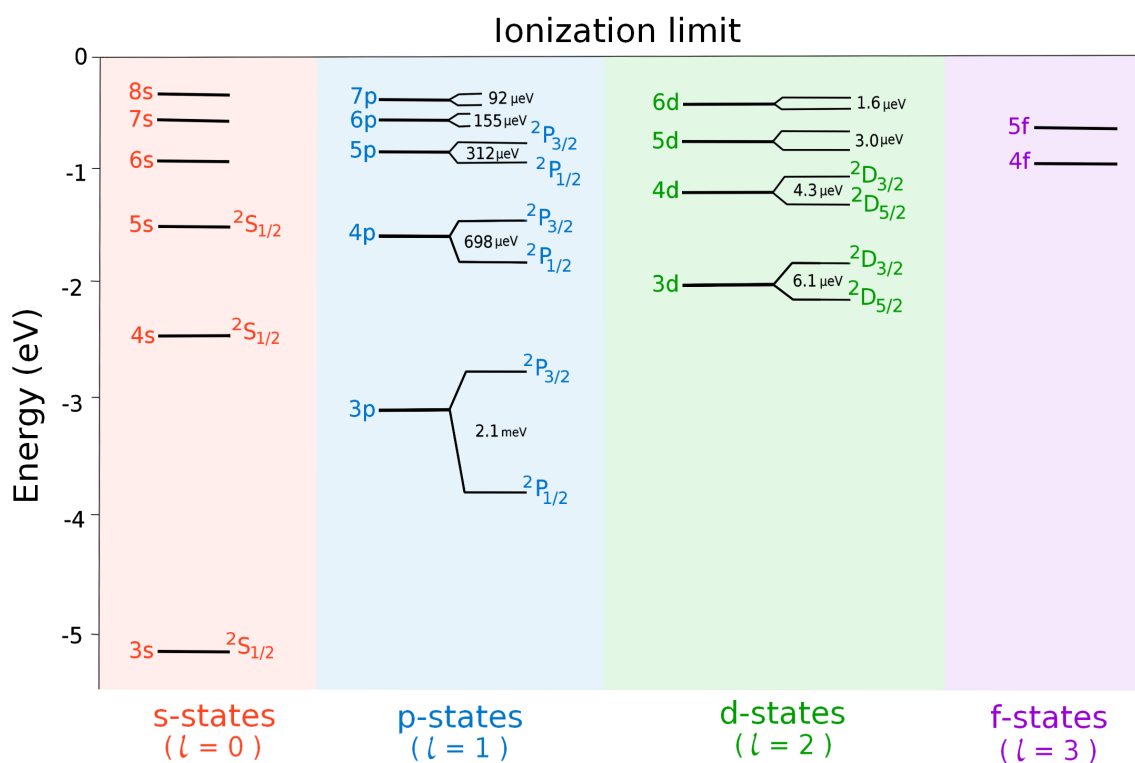 Ionization limit
Energy (eV)
0
-1
-2
-3
-4
-5
8s
7s
6s
5s ²S₁/₂
4s ²S₁/₂
3s ²S₁/₂
7p 92 μeV
6p 155 μeV
5p 312 μeV ²P₃/₂
²P₁/₂
4p 698 μeV ²P₃/₂
²P₁/₂
3p 2.1 meV ²P₃/₂
²P₁/₂
6d 1.6 μeV
5d 3.0 μeV
4d 4.3 μeV ²D₃/₂
²D₅/₂
3d 6.1 μeV ²D₃/₂
²D₅/₂
5f
4f
s-states
( l = 0 )
p-states
( l = 1 )
d-states
( l = 2 )
f-states
( l = 3 )